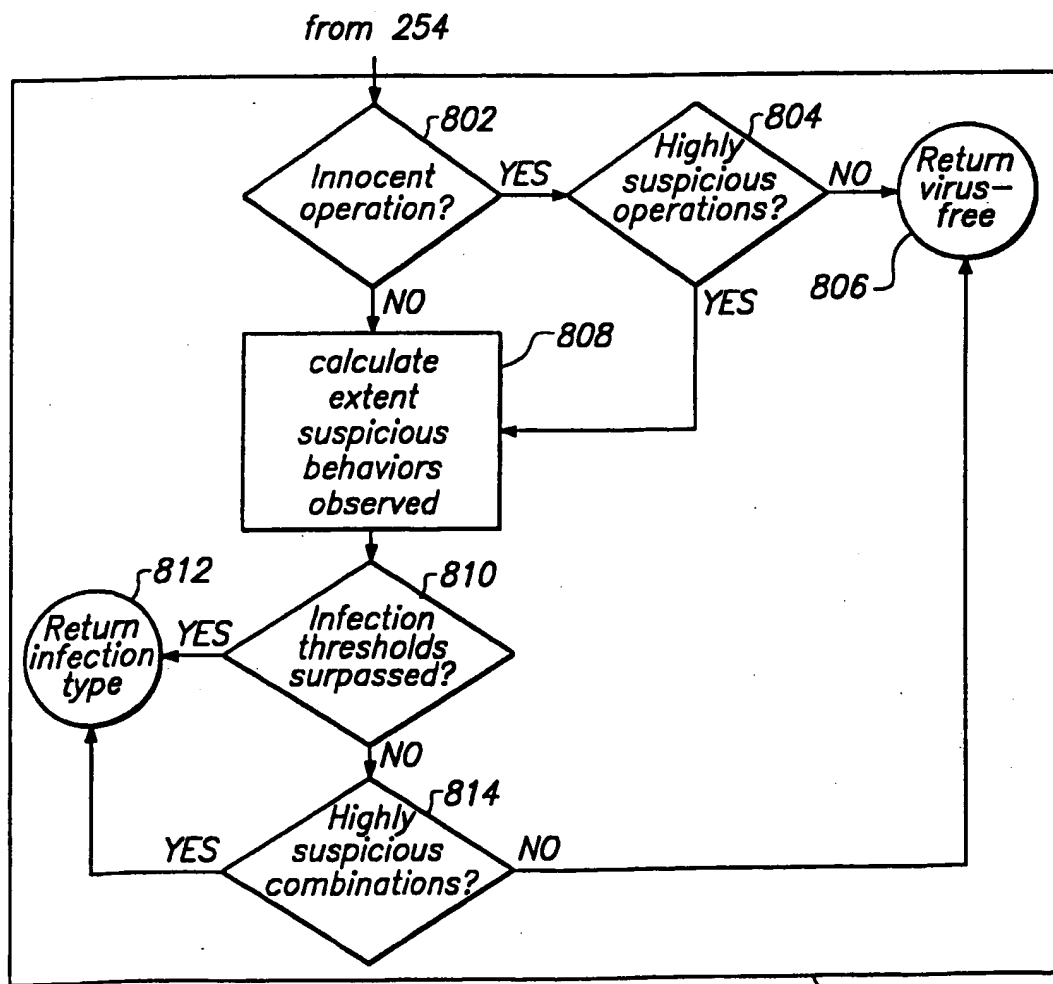 from 254
802
Innocent
operation?
YES
NO
804
Highly
suspicious
operations?
NO
YES
Return
virus-
free
806
808
calculate
extent
suspicious
behaviors
observed
810
Infection
thresholds
surpassed?
YES
NO
812
Return
infection
type
814
Highly
suspicious
combinations?
YES
NO